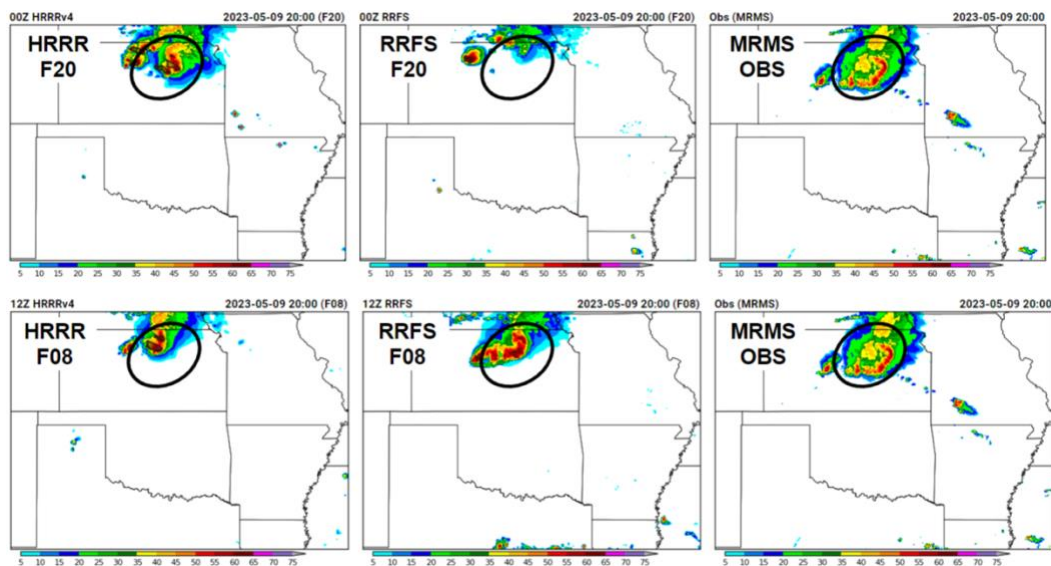 00Z HRRRv4 2023-05-09 20:00 (F20)
HRRR
F20
5 10 15 20 25 30 35 40 45 50 55 60 65 70 75
00Z RRFS 2023-05-09 20:00 (F20)
RRFS
F20
5 10 15 20 25 30 35 40 45 50 55 60 65 70 75
Obs (MRMS) 2023-05-09 20:00
MRMS
OBS
5 10 15 20 25 30 35 40 45 50 55 60 65 70 75
12Z HRRRv4 2023-05-09 20:00 (F08)
HRRR
F08
5 10 15 20 25 30 35 40 45 50 55 60 65 70 75
12Z RRFS 2023-05-09 20:00 (F08)
RRFS
F08
5 10 15 20 25 30 35 40 45 50 55 60 65 70 75
Obs (MRMS) 2023-05-09 20:00
MRMS
OBS
5 10 15 20 25 30 35 40 45 50 55 60 65 70 75